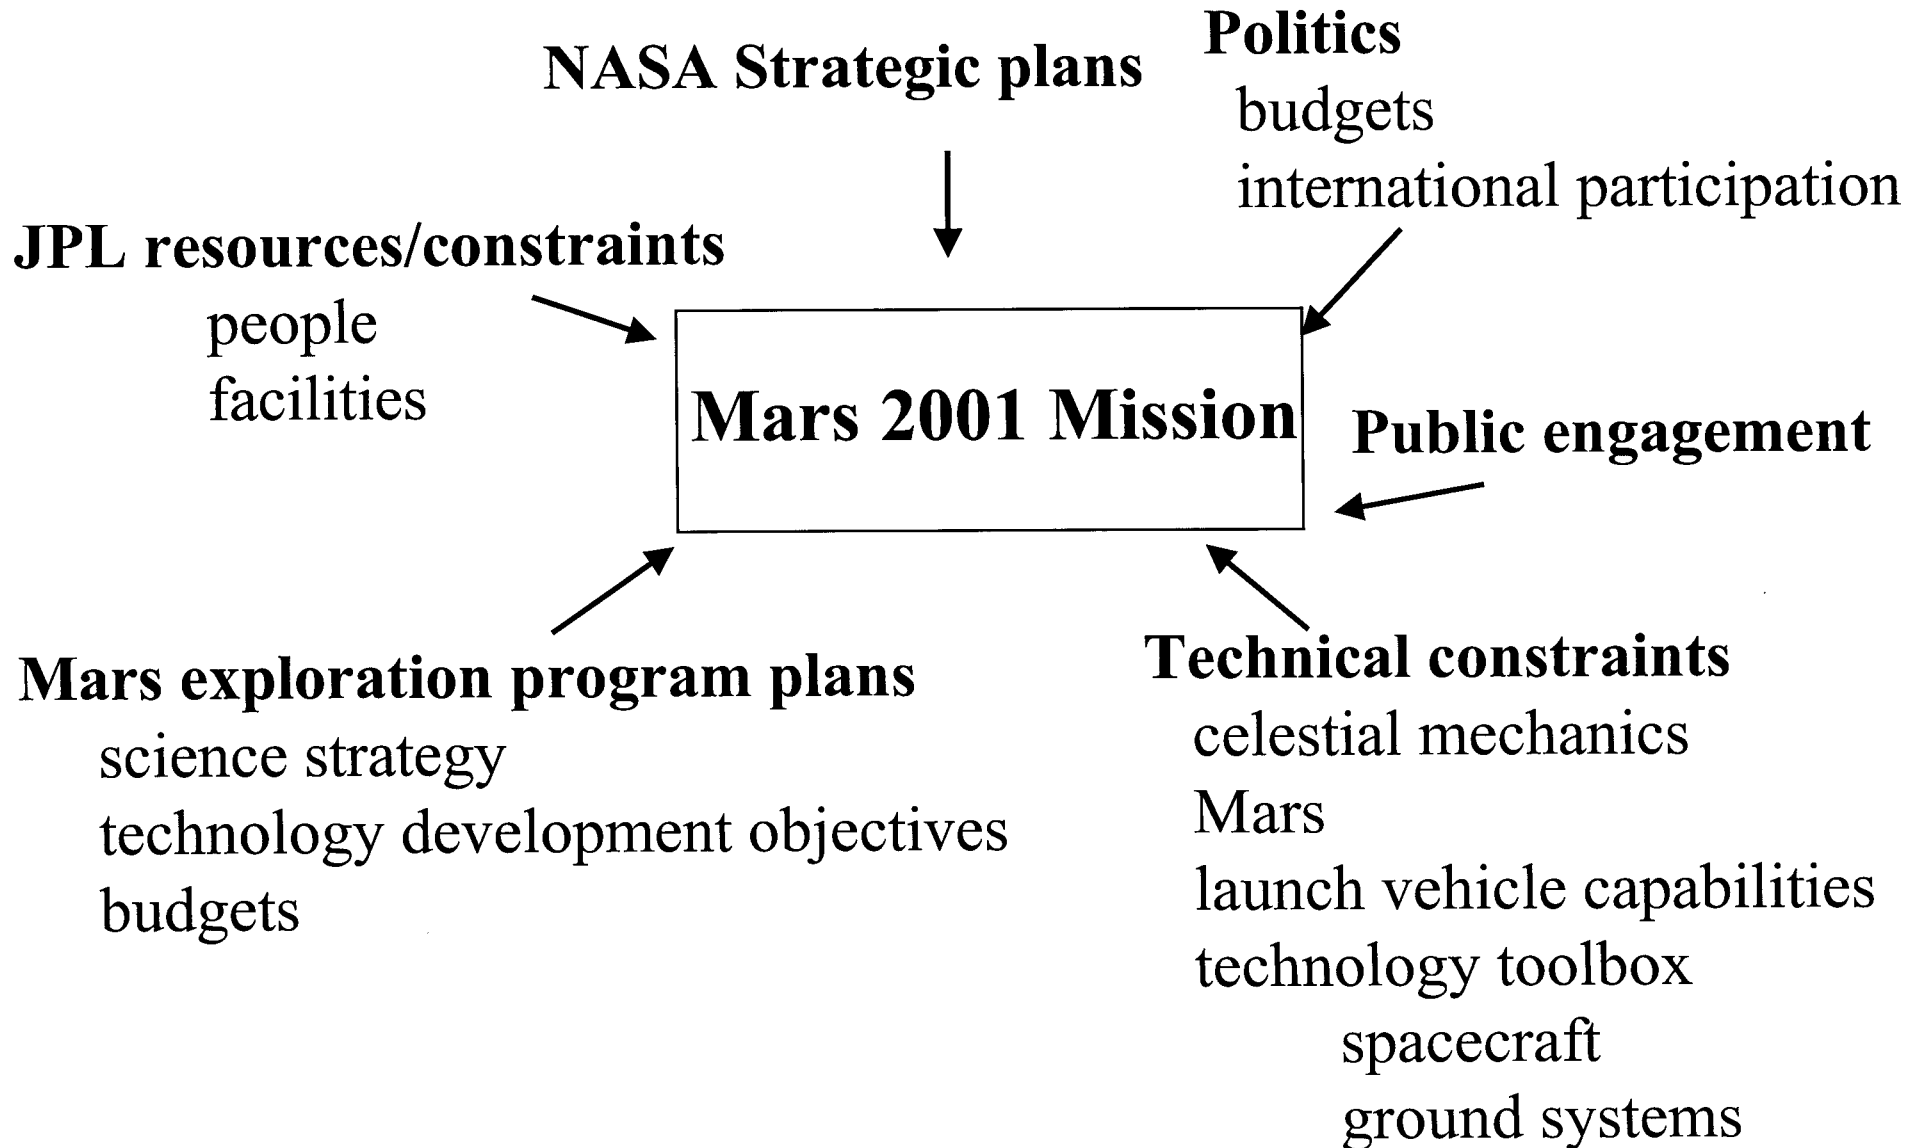 NASA Strategic plans
Politics
budgets
international participation
JPL resources/constraints
people
facilities
Mars 2001 Mission
Public engagement
Mars exploration program plans
science strategy
technology development objectives
budgets
Technical constraints
celestial mechanics
Mars
launch vehicle capabilities
technology toolbox
spacecraft
ground systems